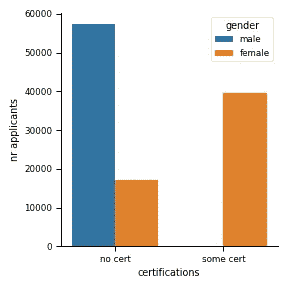 60000
50000
40000
30000
20000
10000
0
nr applicants
gender
male
female
no cert
some cert
certifications